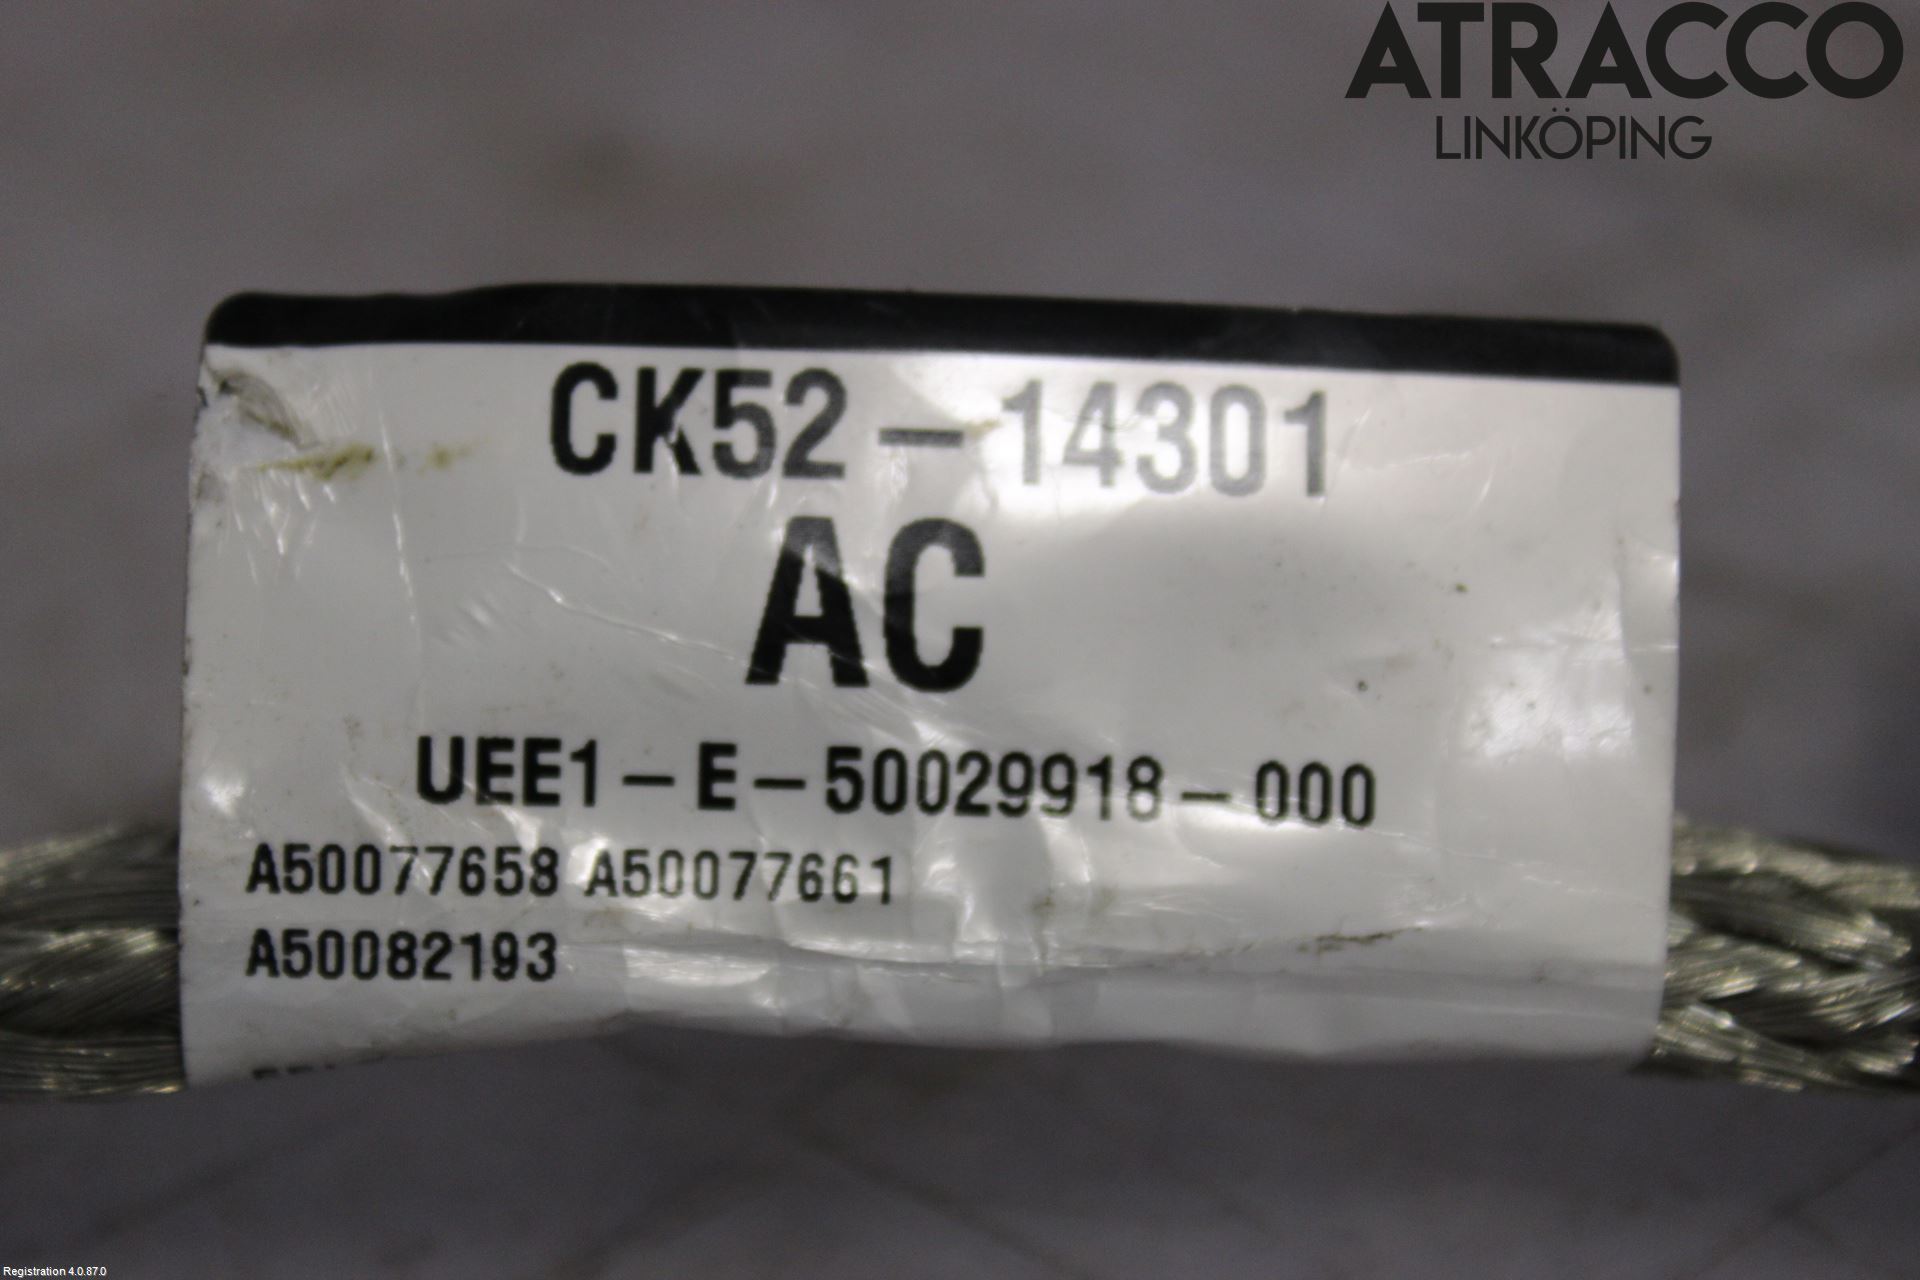 ATRACCO
LINKÖPING
CK52-14301
AC
UEE1-E-50029918-000
A50077658 A50077661
A50082193
Registration 4.0.87.0